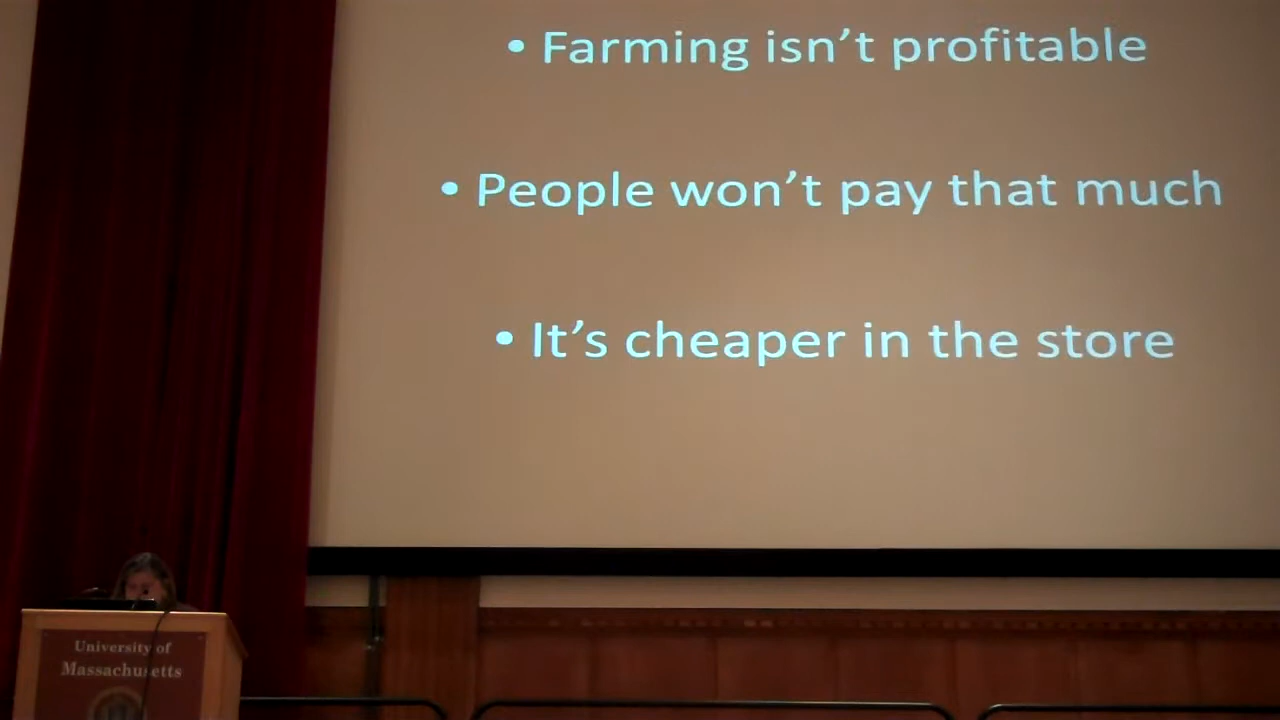 • Farming isn’t profitable
• People won’t pay that much
• It’s cheaper in the store
University of
Massachusetts